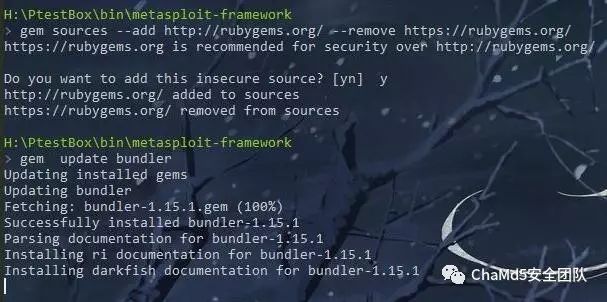 H:\PtestBox\bin\metasploit-framework
> gem sources --add http://rubygems.org/ --remove https://rubygems.org/
https://rubygems.org is recommended for security over http://rubygems.org/
Do you want to add this insecure source? [yn]  y
http://rubygems.org/ added to sources
https://rubygems.org/ removed from sources
H:\PtestBox\bin\metasploit-framework
> gem  update bundler
Updating installed gems
Updating bundler
Fetching: bundler-1.15.1.gem (100%)
Successfully installed bundler-1.15.1
Parsing documentation for bundler-1.15.1
Installing ri documentation for bundler-1.15.1
Installing darkfish documentation for bundler-1.15.1
ChaMd5安全团队